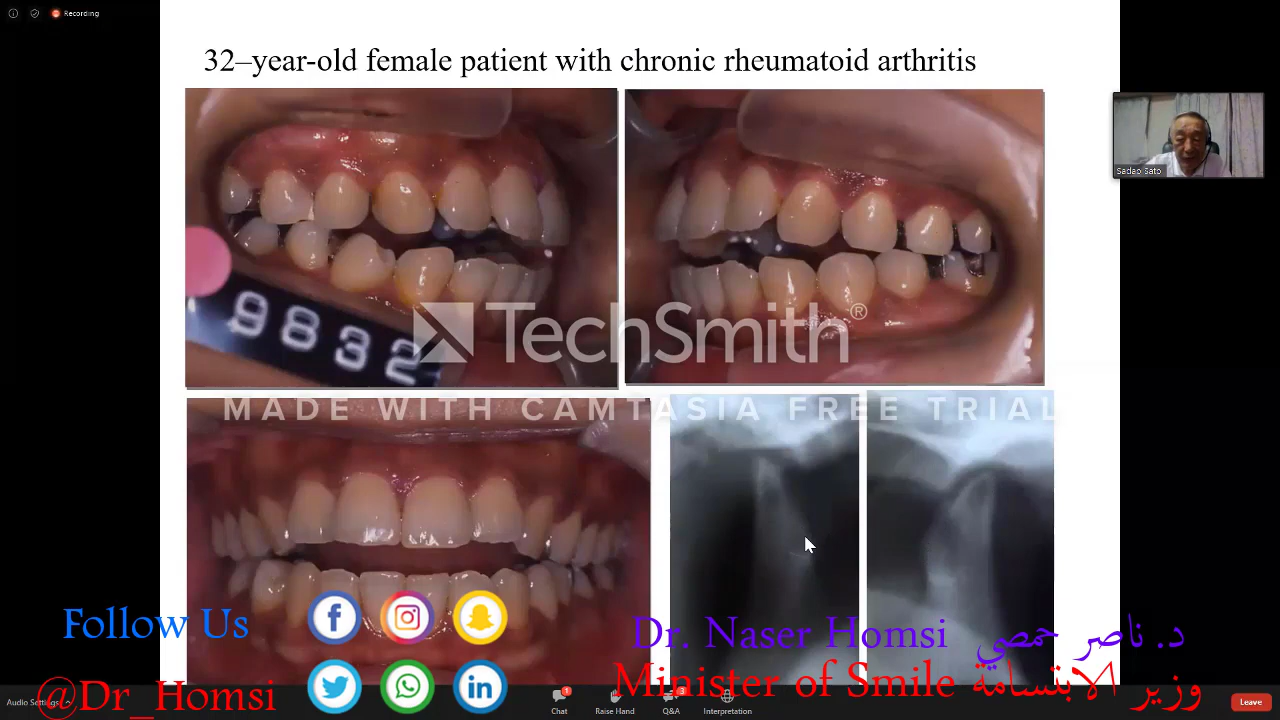 Recording
32–year-old female patient with chronic rheumatoid arthritis
Sadao Sato
9832
TechSmith®
MADE WITH CAMTASIA FREE TRIAL
Follow Us
Dr. Naser Homsi د. ناصر حمصي
Minister of Smile وزير الابتسامة
@Dr_Homsi
Audio Settings
Chat 1
Raise Hand
Q&A 3
Interpretation
Leave